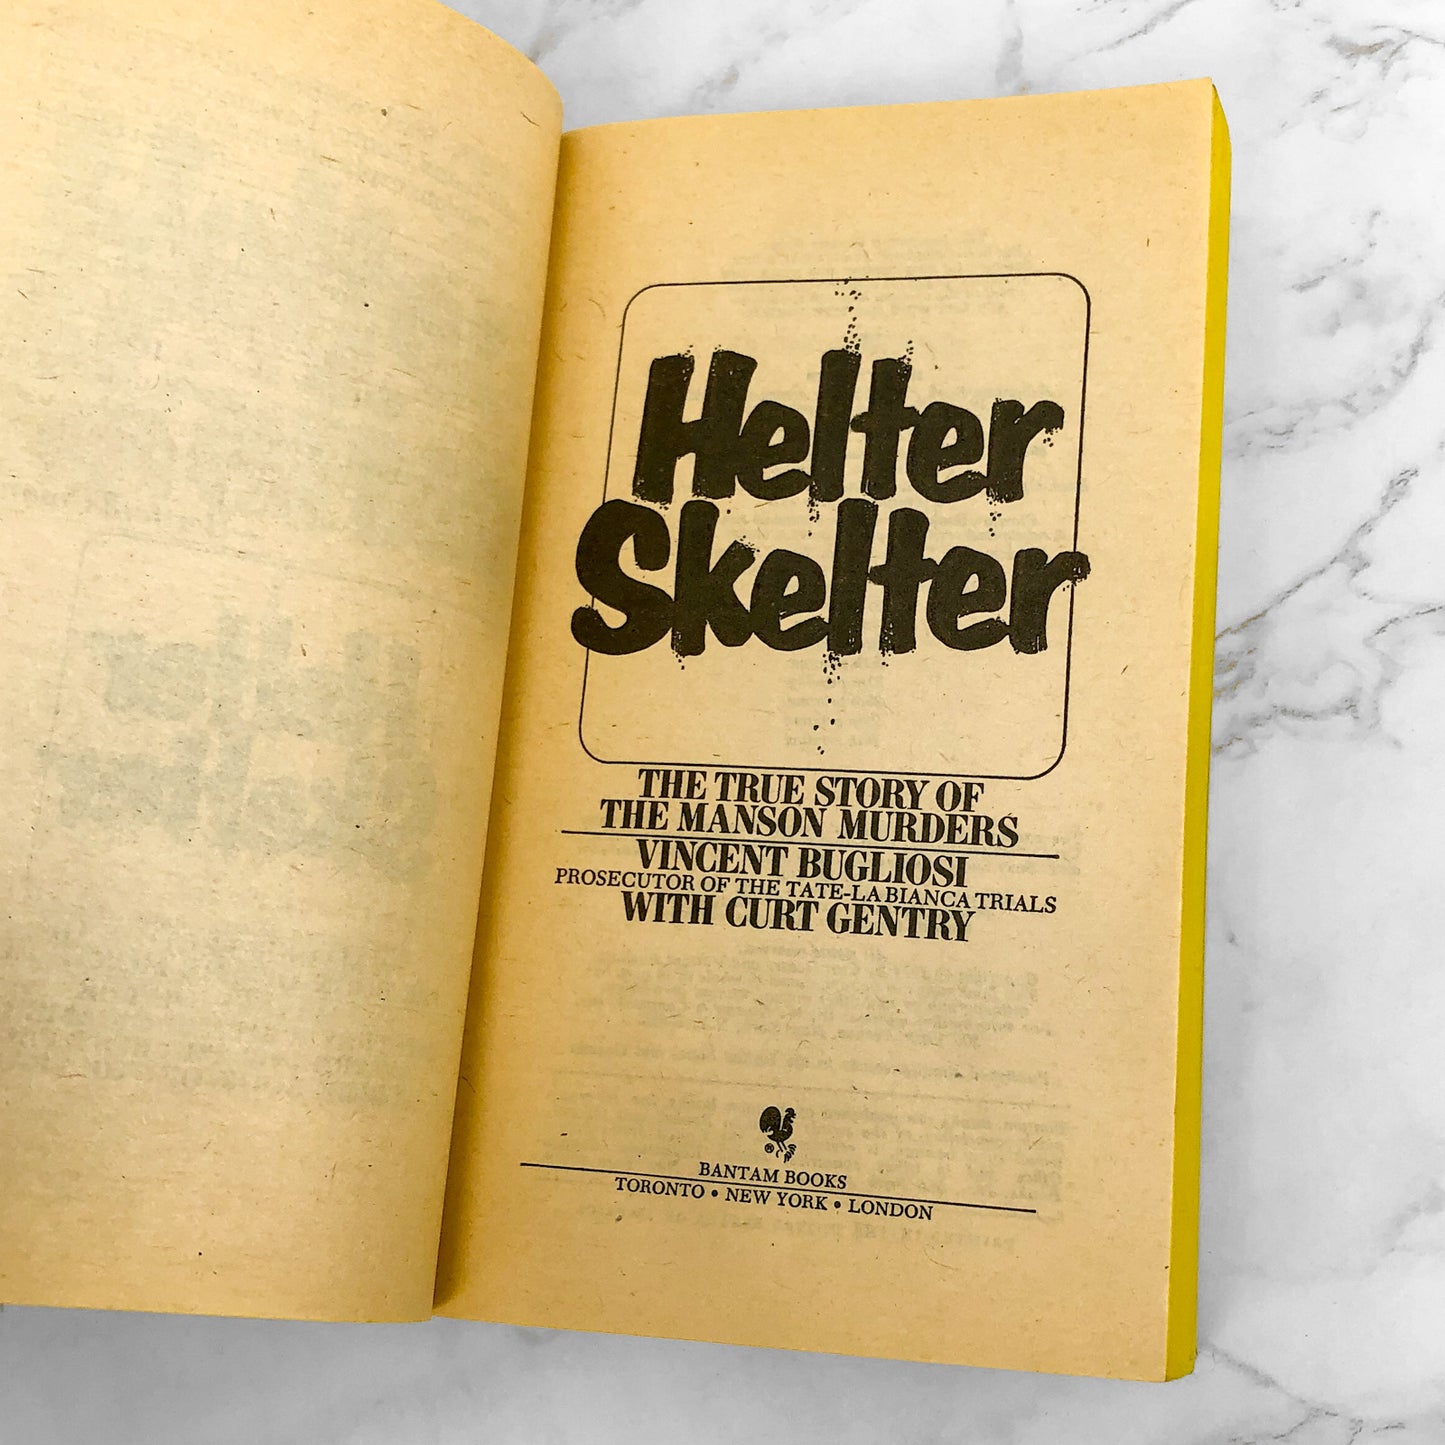 Helter
Skelter
THE TRUE STORY OF
THE MANSON MURDERS
VINCENT BUGLIOSI
PROSECUTOR OF THE TATE-LA BIANCA TRIALS
WITH CURT GENTRY
®
BANTAM BOOKS
TORONTO • NEW YORK • LONDON